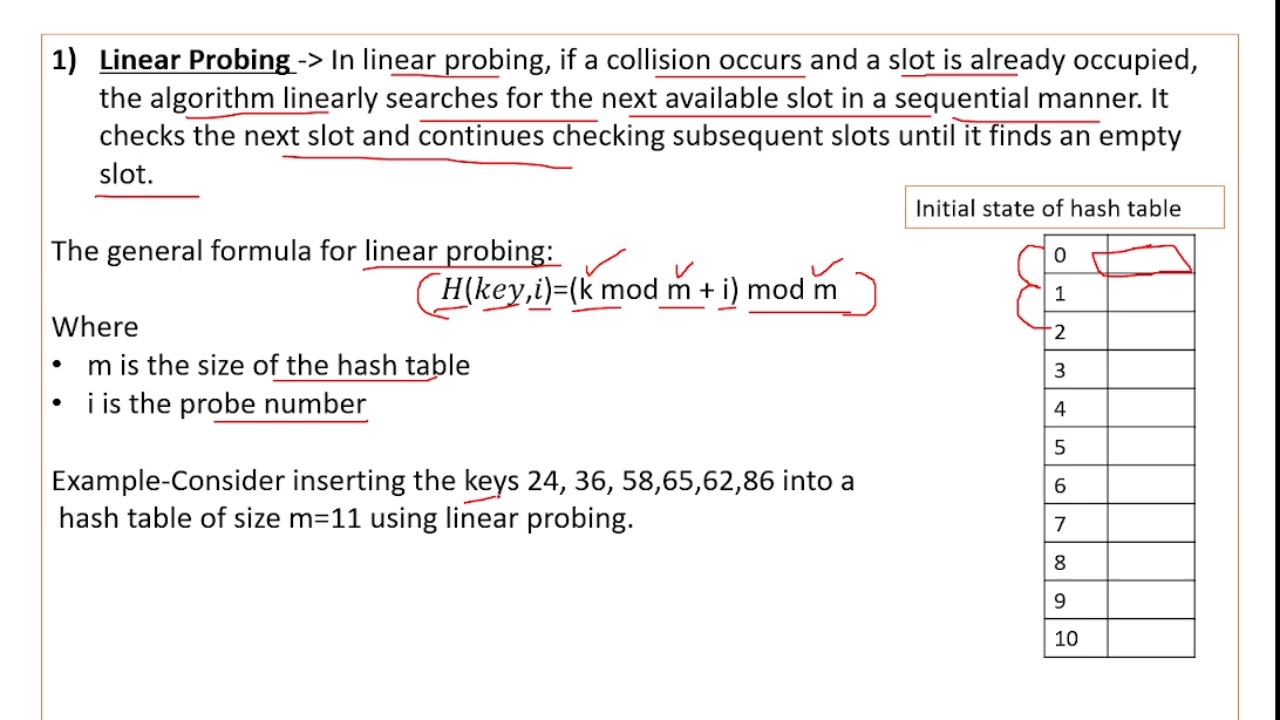 1) Linear Probing -> In linear probing, if a collision occurs and a slot is already occupied,
the algorithm linearly searches for the next available slot in a sequential manner. It
checks the next slot and continues checking subsequent slots until it finds an empty
slot.
Initial state of hash table
The general formula for linear probing:
H(key,i)=(k mod m + i) mod m
Where
• m is the size of the hash table
• i is the probe number
Example-Consider inserting the keys 24, 36, 58,65,62,86 into a
hash table of size m=11 using linear probing.
0
1
2
3
4
5
6
7
8
9
10